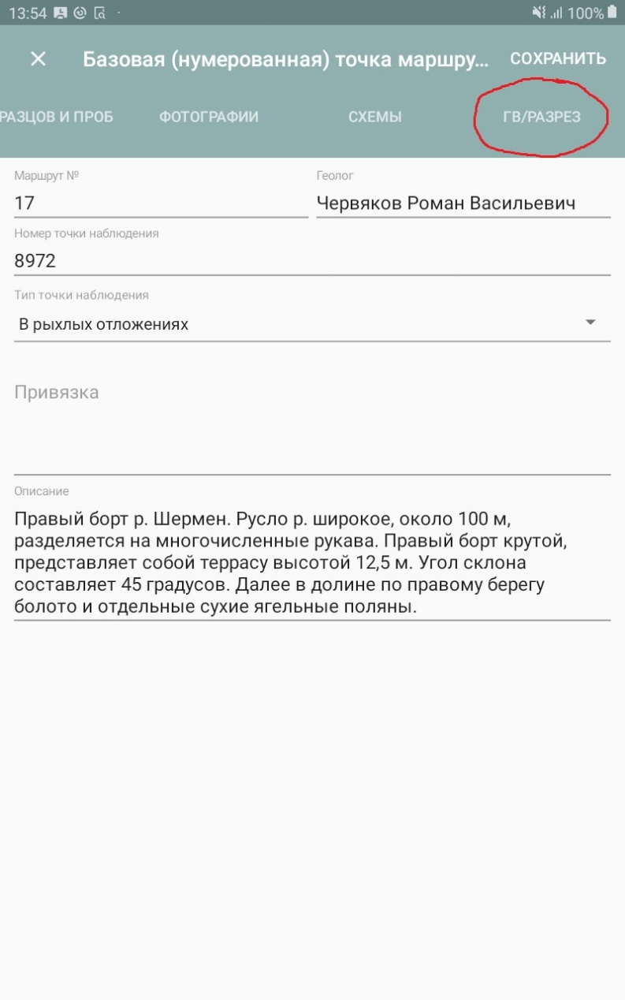 13:54 100%
Базовая (нумерованная) точка маршру... СОХРАНИТЬ
РАЗЦОВ И ПРОБ ФОТОГРАФИИ СХЕМЫ ГВ/РАЗРЕЗ
Маршрут № Геолог
17 Червяков Роман Васильевич
Номер точки наблюдения
8972
Тип точки наблюдения
В рыхлых отложениях
Привязка
Описание
Правый борт р. Шермен. Русло р. широкое, около 100 м,
разделяется на многочисленные рукава. Правый борт крутой,
представляет собой террасу высотой 12,5 м. Угол склона
составляет 45 градусов. Далее в долине по правому берегу
болото и отдельные сухие ягельные поляны.